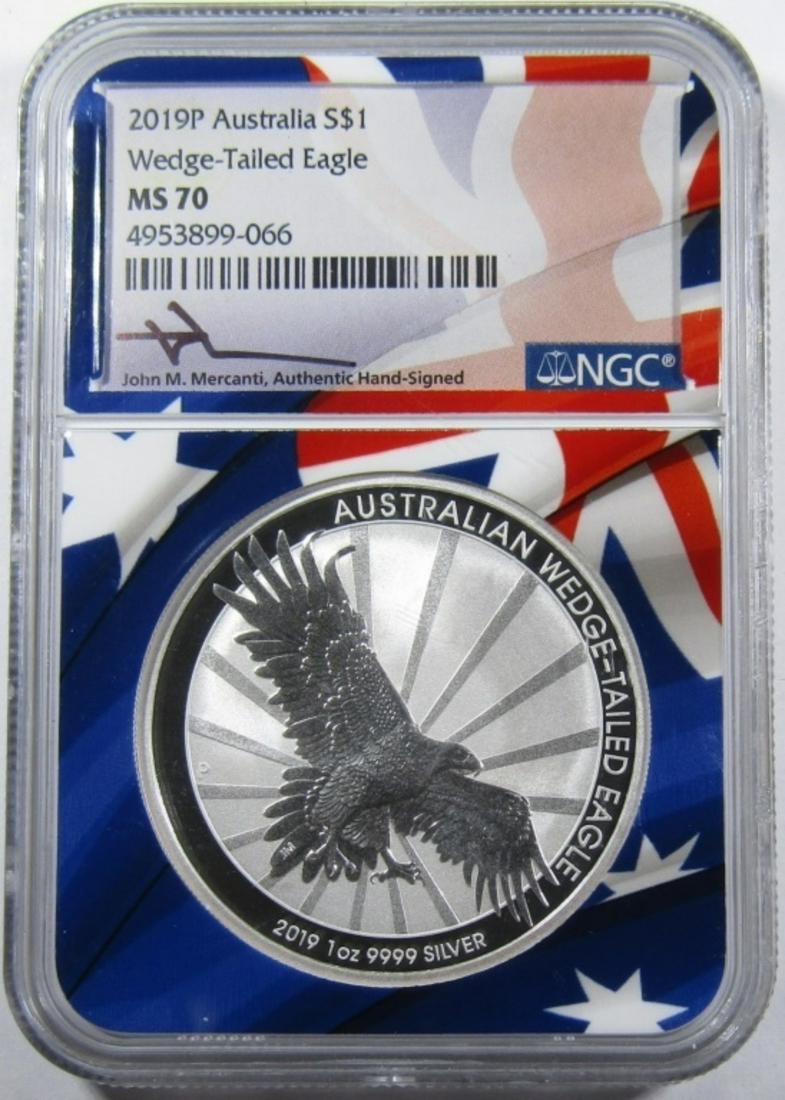 2019P Australia S$1
Wedge-Tailed Eagle
MS 70
4953899-066
John M. Mercanti, Authentic Hand-Signed
NGC®
AUSTRALIAN WEDGE-TAILED EAGLE
P
JM
2019 1oz 9999 SILVER